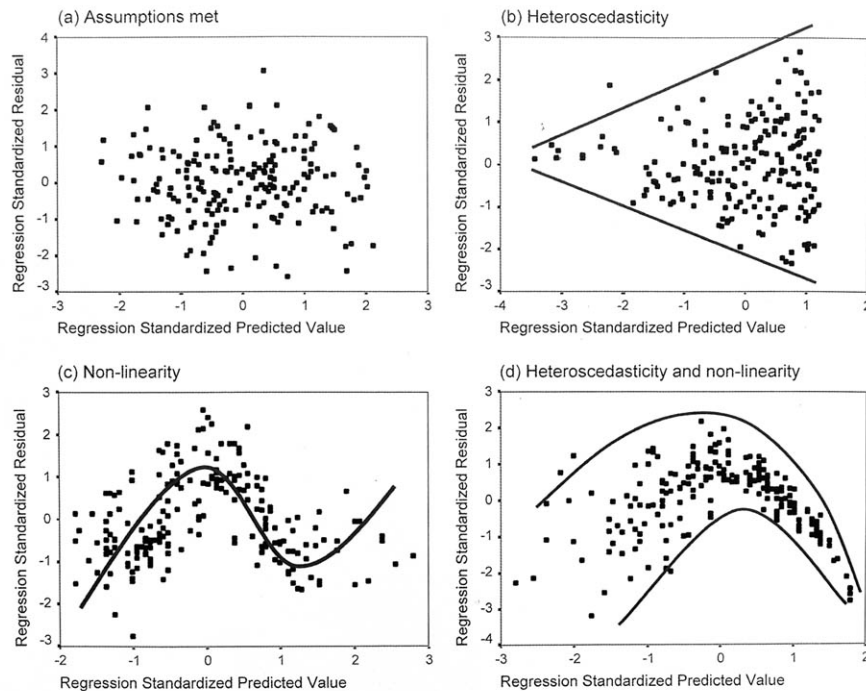 (a) Assumptions met
4
3
2
1
0
-1
-2
-3
-3 -2 -1 0 1 2 3
Regression Standardized Residual
Regression Standardized Predicted Value
(b) Heteroscedasticity
3
2
1
0
-1
-2
-3
-4 -3 -2 -1 0 1 2
Regression Standardized Residual
Regression Standardized Predicted Value
(c) Non-linearity
3
2
1
0
-1
-2
-3
-2 -1 0 1 2 3
Regression Standardized Residual
Regression Standardized Predicted Value
(d) Heteroscedasticity and non-linearity
3
2
1
0
-1
-2
-3
-4
-3 -2 -1 0 1 2
Regression Standardized Residual
Regression Standardized Predicted Value